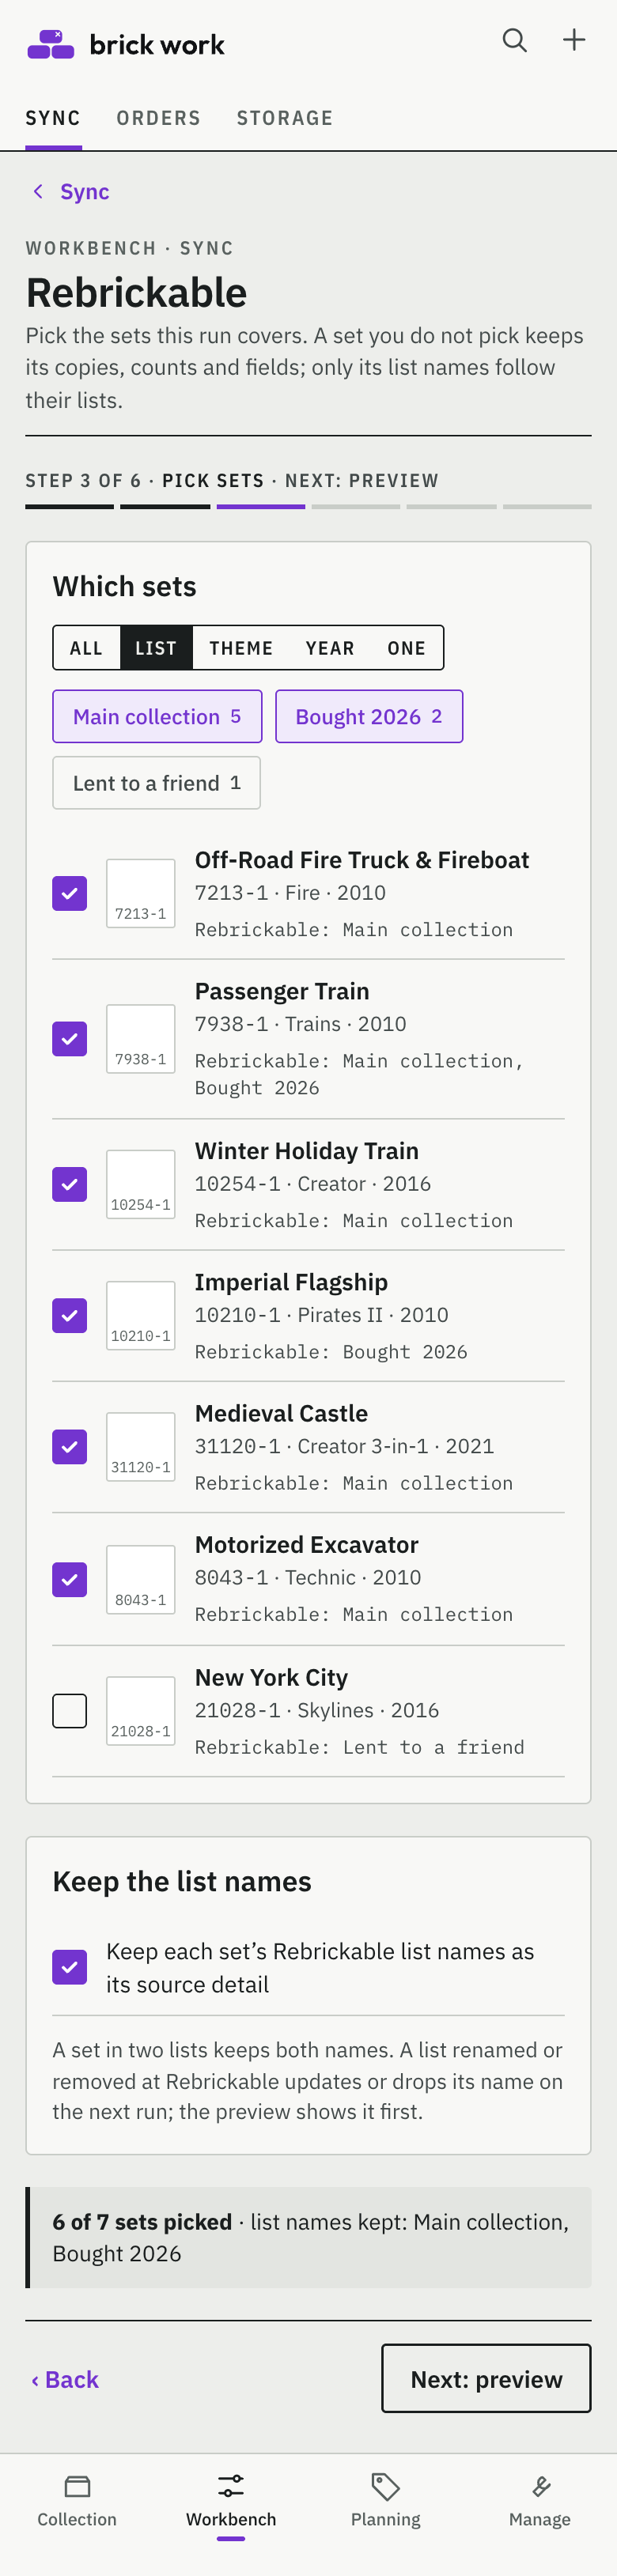 brick work
SYNC ORDERS STORAGE
Sync
WORKBENCH · SYNC
Rebrickable
Pick the sets this run covers. A set you do not pick keeps
its copies, counts and fields; only its list names follow
their lists.
STEP 3 OF 6 · PICK SETS · NEXT: PREVIEW
Which sets
ALL LIST THEME YEAR ONE
Main collection 5 Bought 2026 2
Lent to a friend 1
Off-Road Fire Truck & Fireboat
7213-1 · Fire · 2010
7213-1
Rebrickable: Main collection
Passenger Train
7938-1 · Trains · 2010
7938-1
Rebrickable: Main collection,
Bought 2026
Winter Holiday Train
10254-1 · Creator · 2016
10254-1
Rebrickable: Main collection
Imperial Flagship
10210-1 · Pirates II · 2010
10210-1
Rebrickable: Bought 2026
Medieval Castle
31120-1 · Creator 3-in-1 · 2021
31120-1
Rebrickable: Main collection
Motorized Excavator
8043-1 · Technic · 2010
8043-1
Rebrickable: Main collection
New York City
21028-1 · Skylines · 2016
21028-1
Rebrickable: Lent to a friend
Keep the list names
Keep each set’s Rebrickable list names as
its source detail
A set in two lists keeps both names. A list renamed or
removed at Rebrickable updates or drops its name on
the next run; the preview shows it first.
6 of 7 sets picked · list names kept: Main collection,
Bought 2026
‹ Back Next: preview
Collection Workbench Planning Manage